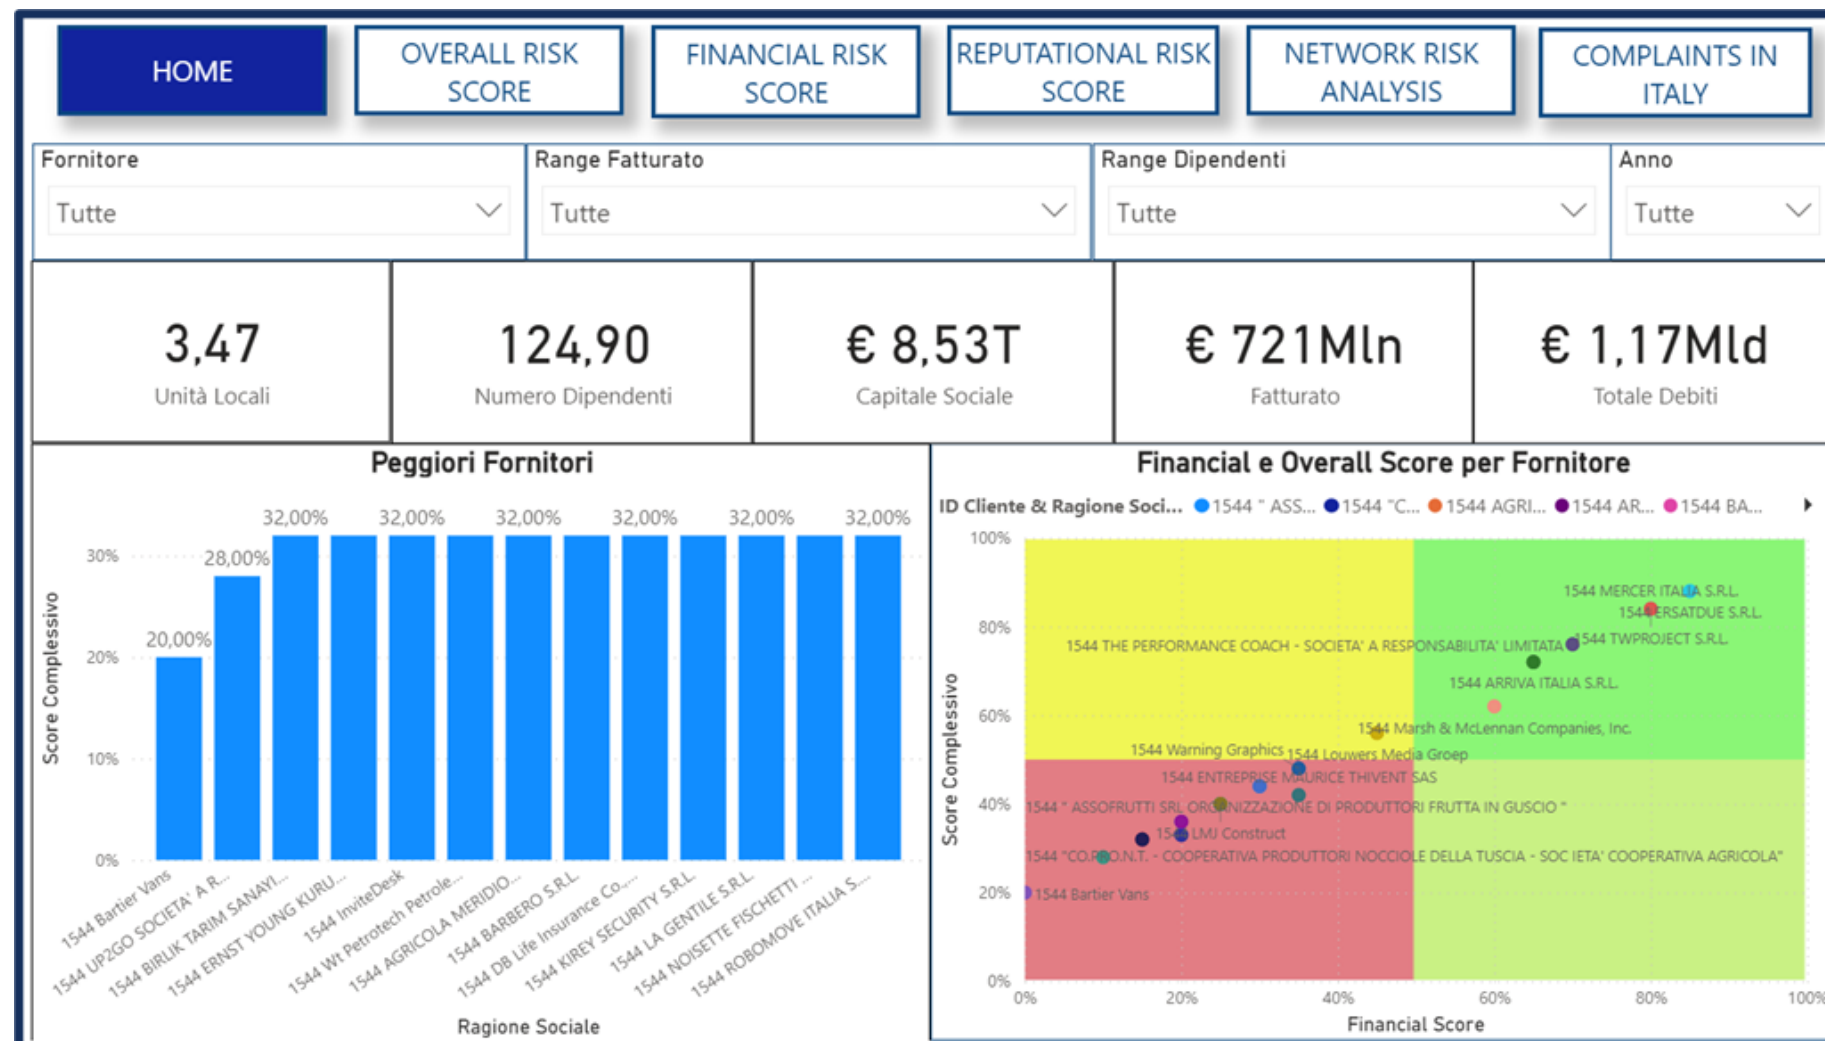 HOME
OVERALL RISK
SCORE
FINANCIAL RISK
SCORE
REPUTATIONAL RISK
SCORE
NETWORK RISK
ANALYSIS
COMPLAINTS IN
ITALY
Fornitore
Tutte
Range Fatturato
Tutte
Range Dipendenti
Tutte
Anno
Tutte
3,47
Unità Locali
124,90
Numero Dipendenti
€ 8,53T
Capitale Sociale
€ 721Mln
Fatturato
€ 1,17Mld
Totale Debiti
Peggiori Fornitori
Score Complessivo
30%
20%
10%
0%
20,00%
28,00%
32,00%
32,00%
32,00%
32,00%
32,00%
32,00%
1544 Bartier Vans
1544 UP2GO SOCIETA' A R...
1544 BIRLIK TARIM SANAYI...
1544 ERNST YOUNG KURU...
1544 InviteDesk
1544 Wt Petrotech Petrole...
1544 AGRICOLA MERIDIO...
1544 BARBERO S.R.L.
1544 DB Life Insurance Co.,...
1544 KIREY SECURITY S.R.L.
1544 LA GENTILE S.R.L.
1544 NOISETTE FISCHETTI ...
1544 ROBOMOVE ITALIA S....
Ragione Sociale
Financial e Overall Score per Fornitore
ID Cliente & Ragione Soci...
1544 " ASS...
1544 "C...
1544 AGRI...
1544 AR...
1544 BA...
Score Complessivo
100%
80%
60%
40%
20%
0%
1544 MERCER ITALIA S.R.L.
1544 ERSATDUE S.R.L.
1544 TWPROJECT S.R.L.
1544 THE PERFORMANCE COACH - SOCIETA' A RESPONSABILITA' LIMITATA
1544 ARRIVA ITALIA S.R.L.
1544 Marsh & McLennan Companies, Inc.
1544 Warning Graphics
1544 Louwers Media Groep
1544 ENTREPRISE MAURICE THIVENT SAS
1544 " ASSOFRUTTI SRL ORGANIZZAZIONE DI PRODUTTORI FRUTTA IN GUSCIO "
1544 LMJ Construct
1544 "CO.PRO.N.T. - COOPERATIVA PRODUTTORI NOCCIOLE DELLA TUSCIA - SOC IETA' COOPERATIVA AGRICOLA"
1544 Bartier Vans
0%
20%
40%
60%
80%
100%
Financial Score